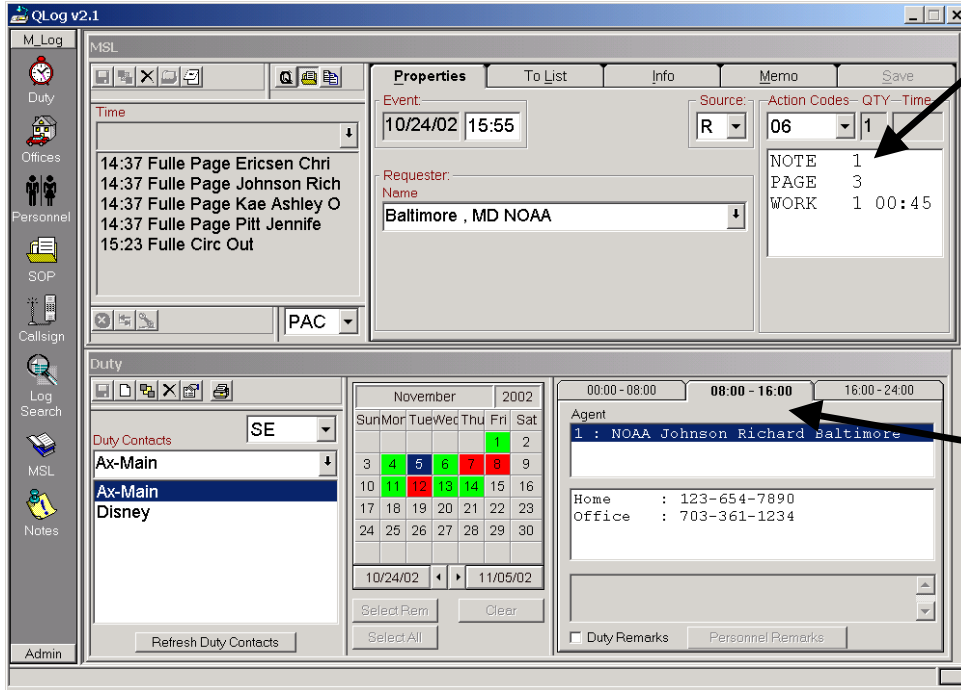 QLog v2.1
M_Log
Duty
Offices
Personnel
SOP
Callsign
Log
Search
MSL
Notes
Admin
MSL
Time
14:37 Fulle Page Ericsen Chri
14:37 Fulle Page Johnson Rich
14:37 Fulle Page Kae Ashley O
14:37 Fulle Page Pitt Jennife
15:23 Fulle Circ Out
PAC
Properties To List Info Memo Save
Event: Source: Action Codes QTY Time
10/24/02 15:55 R 06 1
Requester:
Name
Baltimore , MD NOAA
NOTE 1
PAGE 3
WORK 1 00:45
Duty
Duty Contacts SE
Ax-Main
Ax-Main
Disney
Refresh Duty Contacts
November 2002
Sun Mor Tue Wec Thu Fri Sat
1 2
3 4 5 6 7 8 9
10 11 12 13 14 15 16
17 18 19 20 21 22 23
24 25 26 27 28 29 30
10/24/02 11/05/02
Select Rem Clear
Select All
00:00 - 08:00 08:00 - 16:00 16:00 - 24:00
Agent
1 : NOAA Johnson Richard Baltimore
Home : 123-654-7890
Office : 703-361-1234
Duty Remarks Personnel Remarks